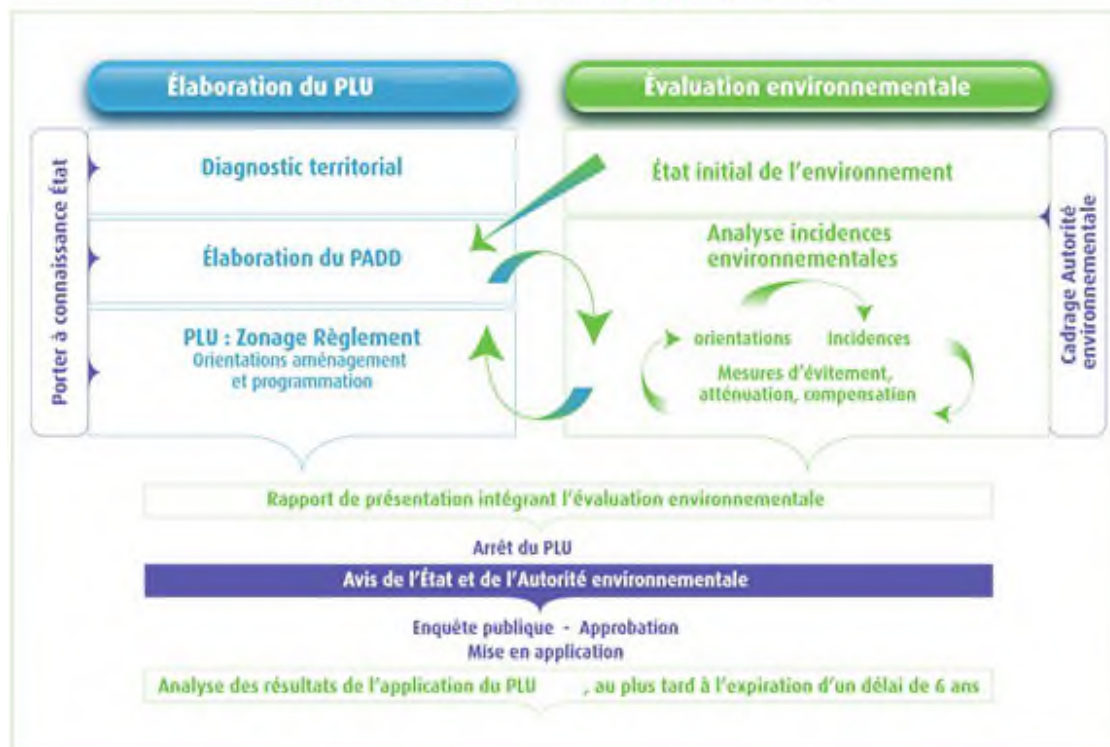 Élaboration du PLU
Évaluation environnementale
Porter à connaissance État
Diagnostic territorial
État initial de l'environnement
Élaboration du PADD
Analyse incidences
environnementales
PLU : Zonage Règlement
Orientations aménagement
et programmation
orientations
Incidences
Mesures d'évitement,
atténuation, compensation
Cadrage Autorité
environnementale
Rapport de présentation intégrant l'évaluation environnementale
Arrêt du PLU
Avis de l'État et de l'Autorité environnementale
Enquête publique - Approbation
Mise en application
Analyse des résultats de l'application du PLU , au plus tard à l'expiration d'un délai de 6 ans